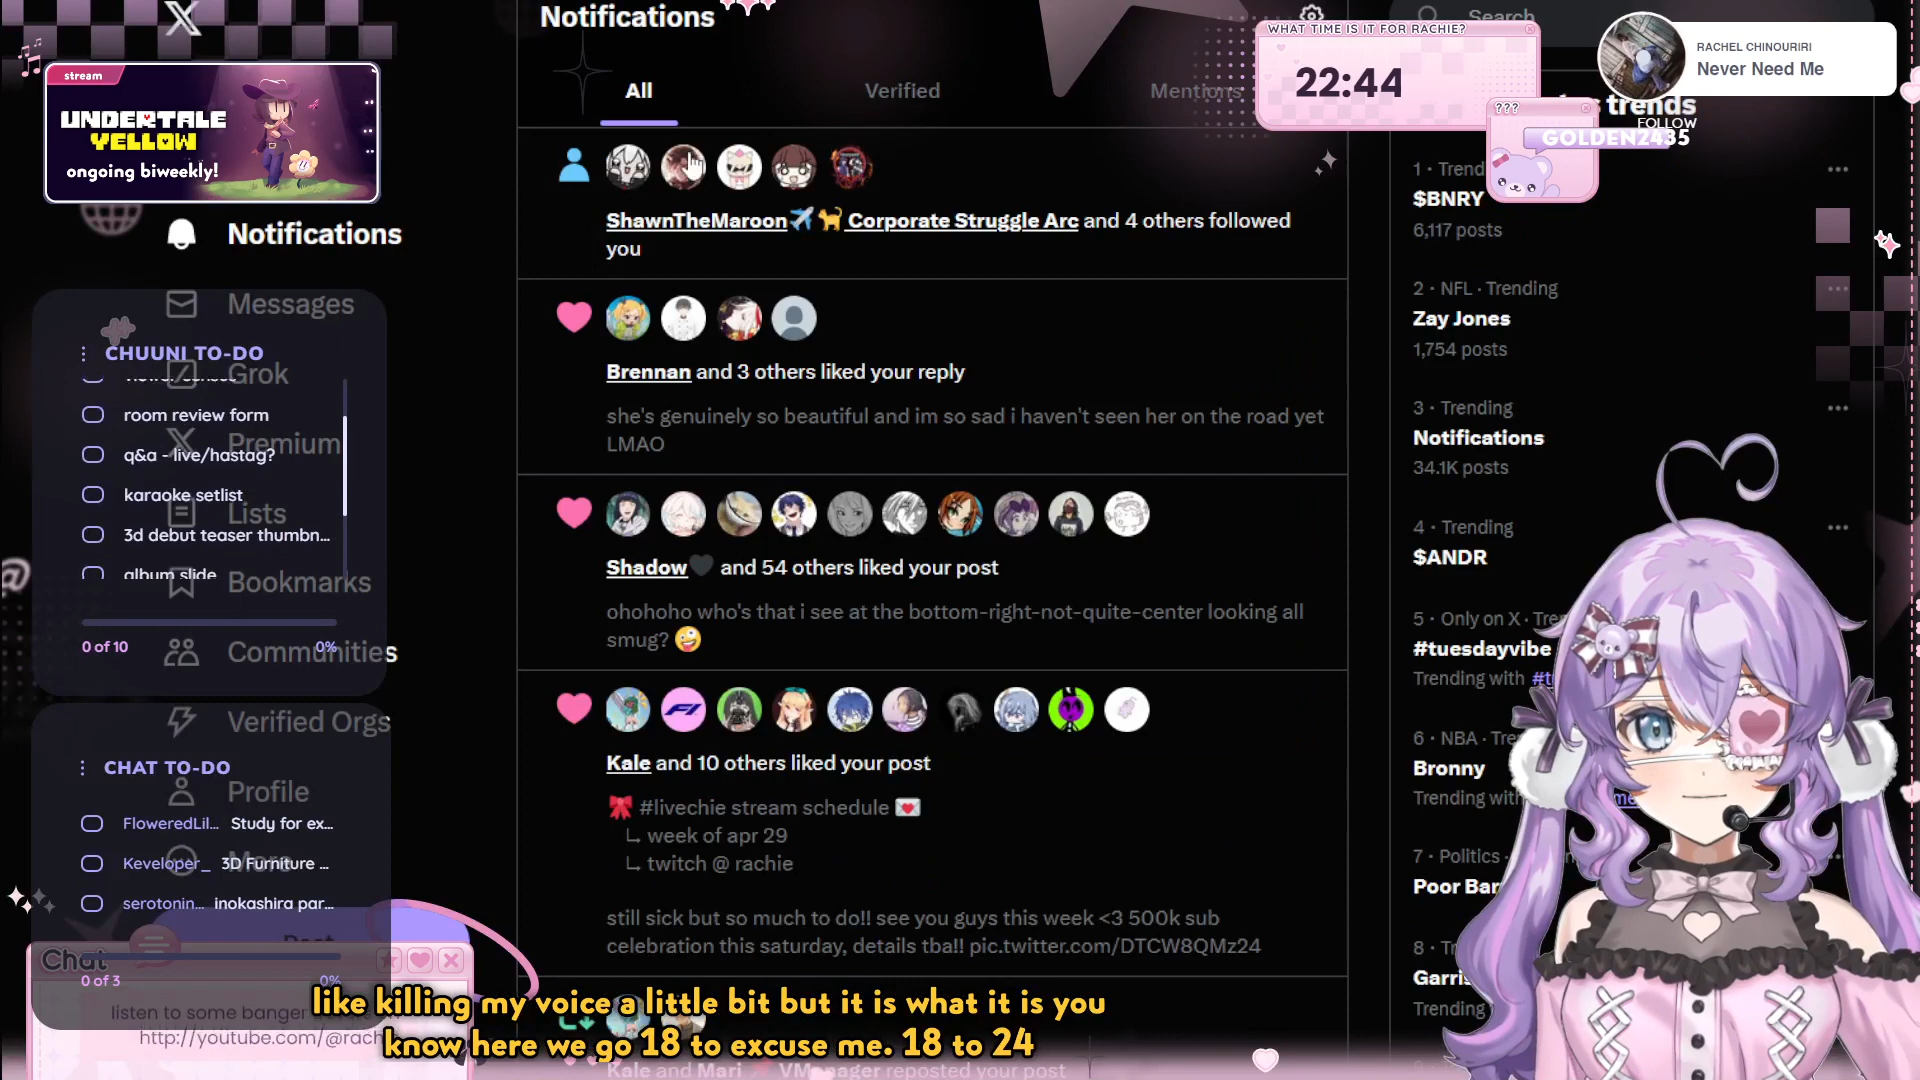 Notifications
All
Verified
Mentions
ShawnTheMaroon✈️🐈 Corporate Struggle Arc and 4 others followed
you
Brennan and 3 others liked your reply
she's genuinely so beautiful and im so sad i haven't seen her on the road yet
LMAO
Shadow🖤 and 54 others liked your post
ohohoho who's that i see at the bottom-right-not-quite-center looking all
smug? 🤪
Kale and 10 others liked your post
🎀 #livechie stream schedule 💌
↳ week of apr 29
↳ twitch @ rachie
still sick but so much to do!! see you guys this week <3 500k sub
celebration this saturday, details tba!! pic.twitter.com/DTCW8QMz24
Kale and Mari
reposted your post
stream
UNDERTALE
YELLOW
ongoing biweekly!
Notifications
Messages
Grok
Premium
Lists
Bookmarks
Communities
Verified Orgs
Profile
More
Post
CHUUNI TO-DO
room review form
q&a - live/hastag?
karaoke setlist
3d debut teaser thumbn...
album slide
0 of 10
0%
CHAT TO-DO
FloweredLil... Study for ex...
Keveloper_ 3D Furniture ...
serotonin... inokashira par...
0 of 3
0%
Chat
listen to some banger
http://youtube.com/@rach
like killing my voice a little bit but it is what it is you
know here we go 18 to excuse me. 18 to 24
Search
WHAT TIME IS IT FOR RACHIE?
22:44
RACHEL CHINOURIRI
Never Need Me
???
FOLLOW
GOLDEN2435
trends
1 · Trend
$BNRY
6,117 posts
2 · NFL · Trending
Zay Jones
1,754 posts
3 · Trending
Notifications
34.1K posts
4 · Trending
$ANDR
5 · Only on X · Tre
#tuesdayvibe
Trending with #t
6 · NBA · Tre
Bronny
Trending with
7 · Politics ·
Poor Bar
8 · Tr
Garris
Trending